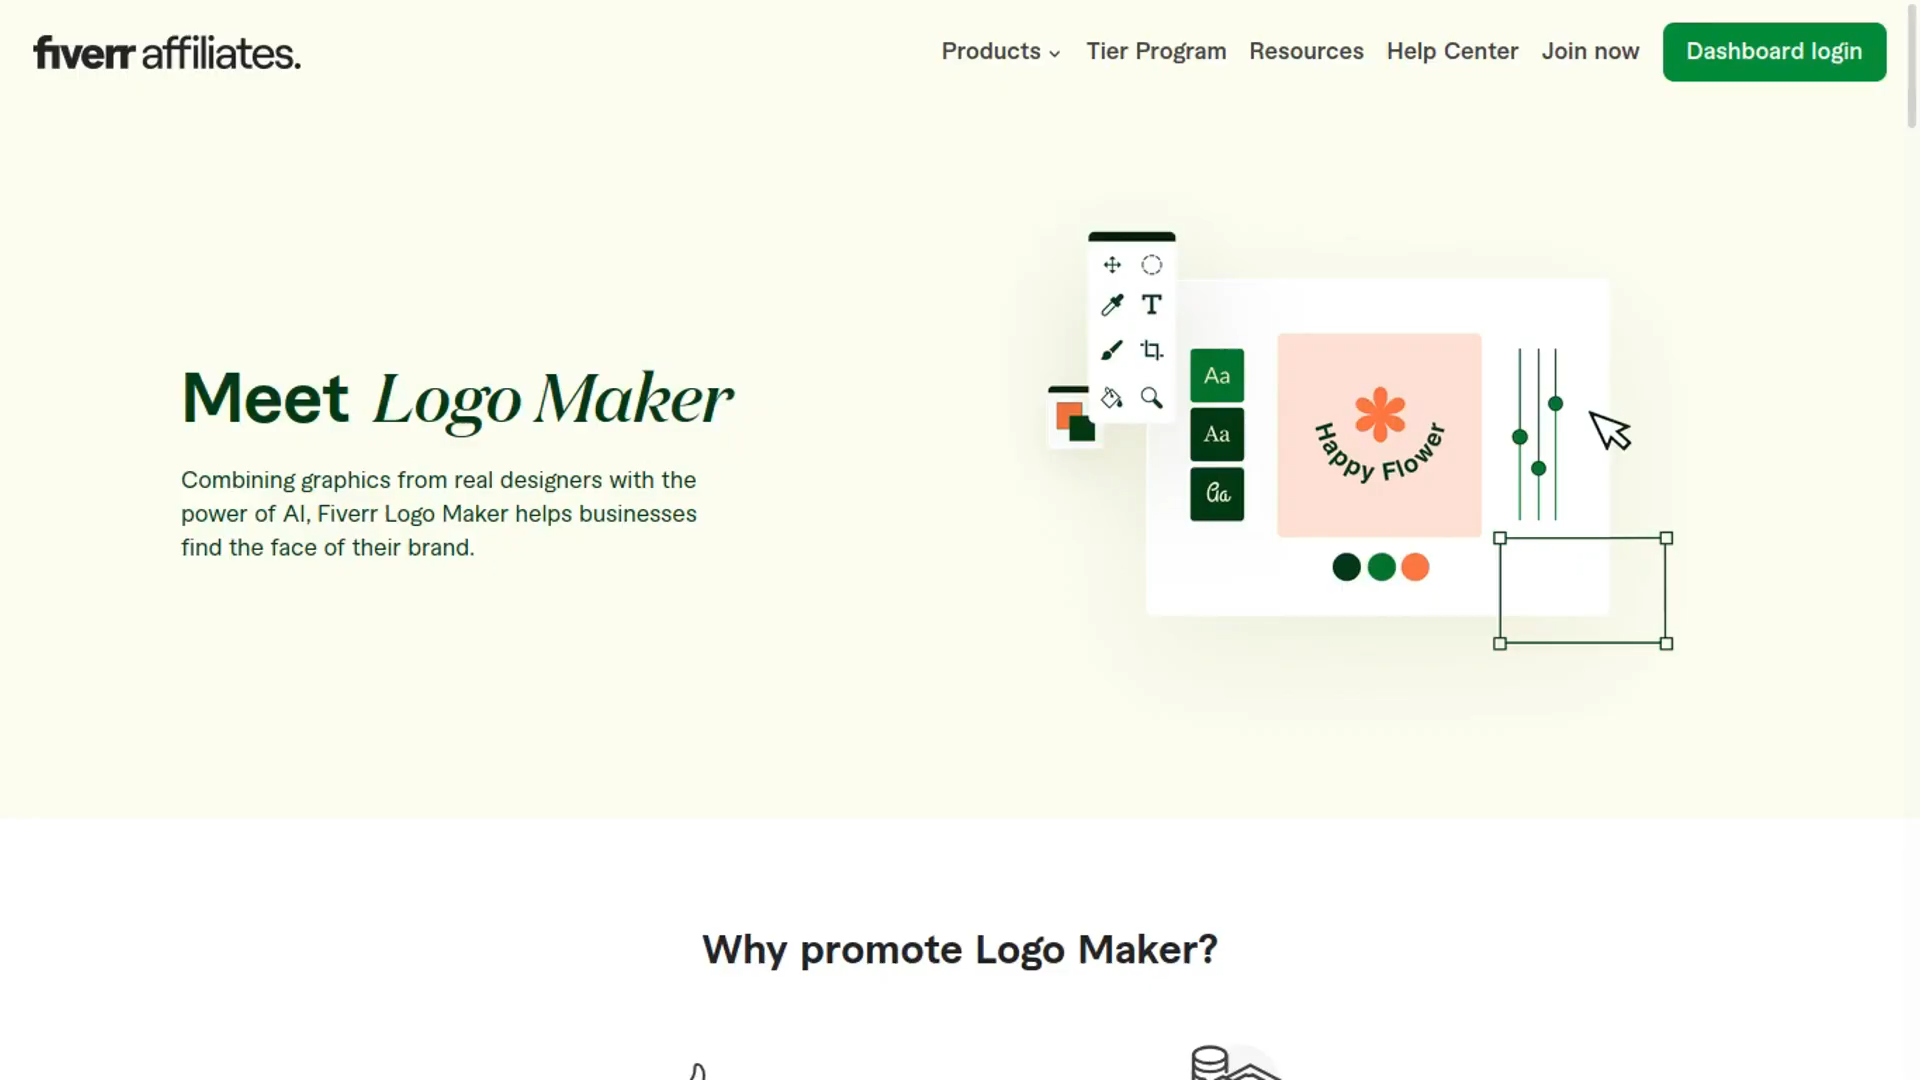 fiverr affiliates.
Products
Tier Program
Resources
Help Center
Join now
Dashboard login
Meet Logo Maker
Combining graphics from real designers with the
power of AI, Fiverr Logo Maker helps businesses
find the face of their brand.
T
Aa
Aa
Aa
Happy Flower
Why promote Logo Maker?